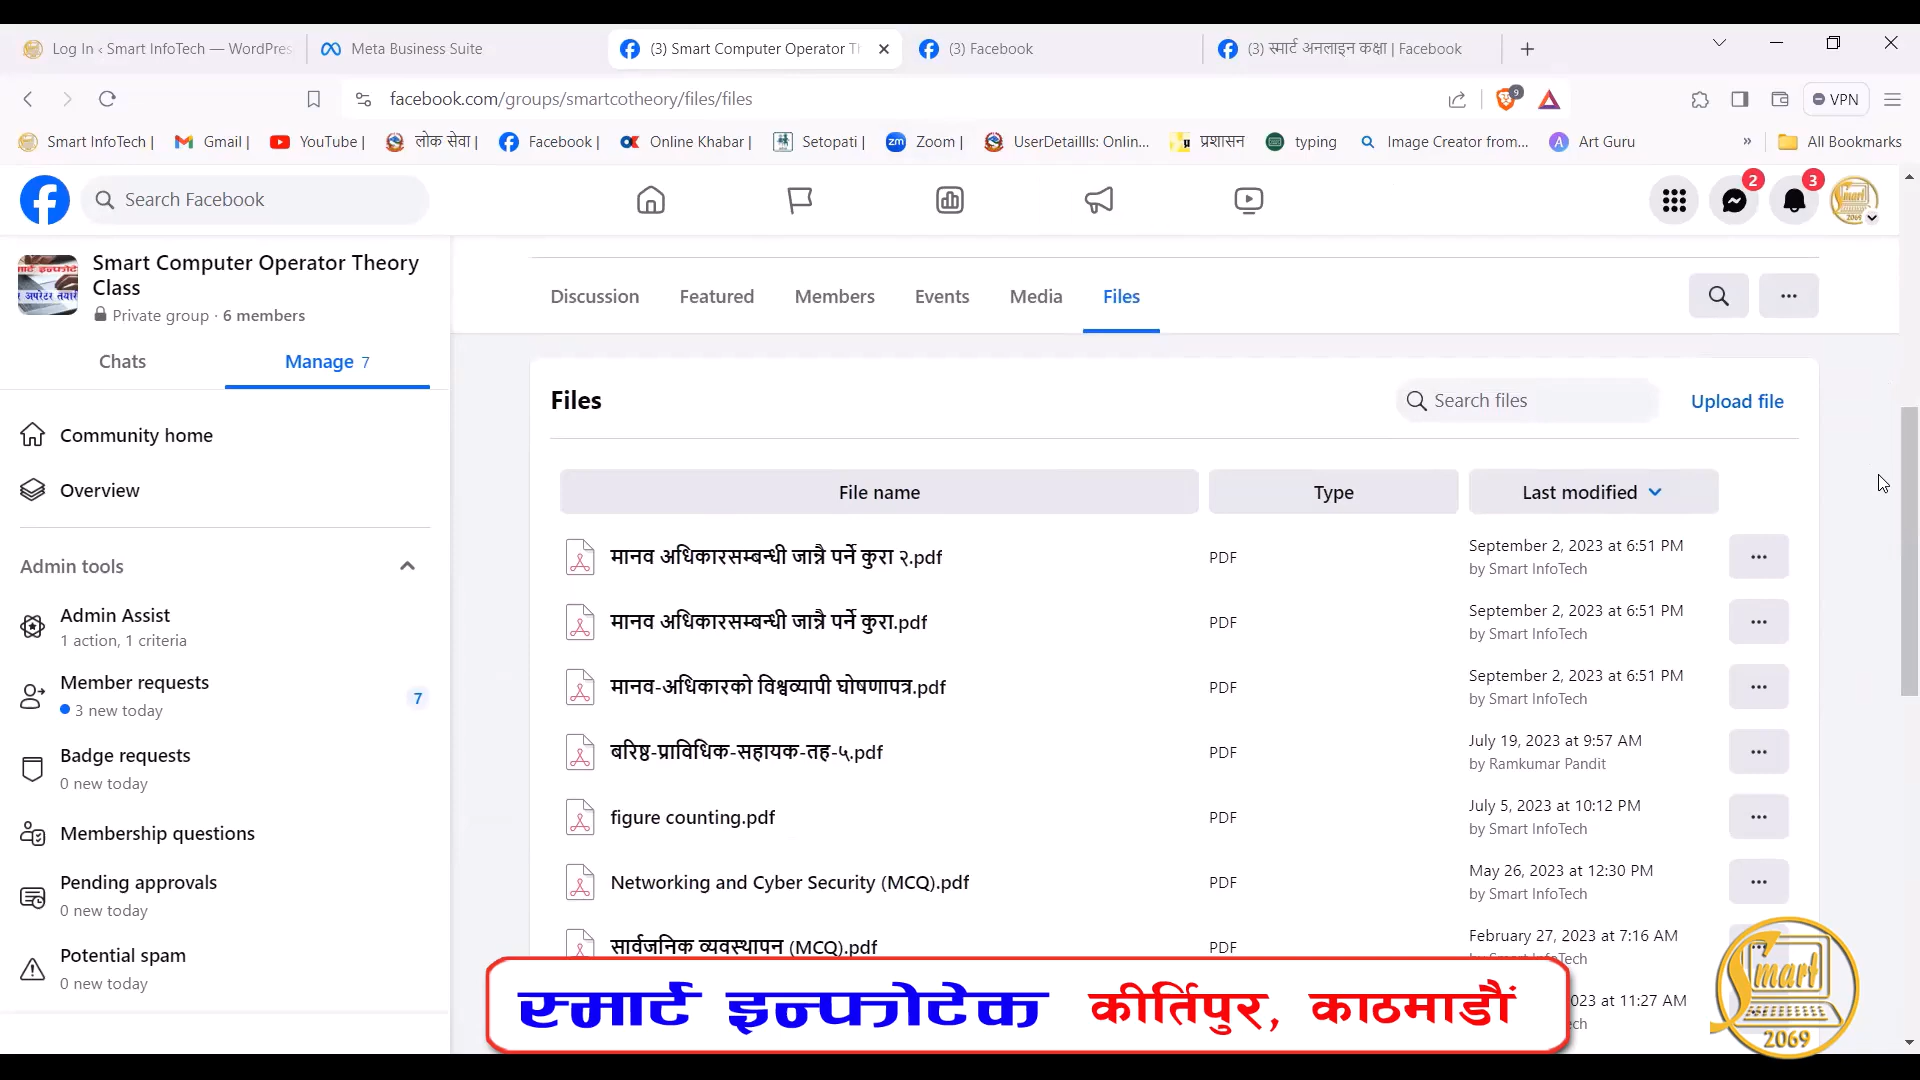 Log In ‹ Smart InfoTech — WordPres
Meta Business Suite
(3) Smart Computer Operator Th
(3) Facebook
(3) स्मार्ट अनलाइन कक्षा | Facebook
facebook.com/groups/smartcotheory/files/files
9
VPN
Smart InfoTech |
Gmail |
YouTube |
लोक सेवा |
Facebook |
Online Khabar |
Setopati |
Zoom |
UserDetaillls: Onlin...
प्रशासन
typing
Image Creator from...
Art Guru
»
All Bookmarks
Search Facebook
2
3
Smart Computer Operator Theory
Class
Private group · 6 members
Chats
Manage 7
Community home
Overview
Admin tools
Admin Assist
1 action, 1 criteria
Member requests
3 new today
7
Badge requests
0 new today
Membership questions
Pending approvals
0 new today
Potential spam
0 new today
Discussion
Featured
Members
Events
Media
Files
Files
Search files
Upload file
File name
Type
Last modified
मानव अधिकारसम्बन्धी जान्नै पर्ने कुरा २.pdf
PDF
September 2, 2023 at 6:51 PM
by Smart InfoTech
मानव अधिकारसम्बन्धी जान्नै पर्ने कुरा.pdf
PDF
September 2, 2023 at 6:51 PM
by Smart InfoTech
मानव-अधिकारको विश्वव्यापी घोषणापत्र.pdf
PDF
September 2, 2023 at 6:51 PM
by Smart InfoTech
बरिष्ठ-प्राविधिक-सहायक-तह-५.pdf
PDF
July 19, 2023 at 9:57 AM
by Ramkumar Pandit
figure counting.pdf
PDF
July 5, 2023 at 10:12 PM
by Smart InfoTech
Networking and Cyber Security (MCQ).pdf
PDF
May 26, 2023 at 12:30 PM
by Smart InfoTech
सार्वजनिक व्यवस्थापन (MCQ).pdf
PDF
February 27, 2023 at 7:16 AM
023 at 11:27 AM
स्मार्ट इन्फोटेक कीर्तिपुर, काठमाडौं
Smart
2069